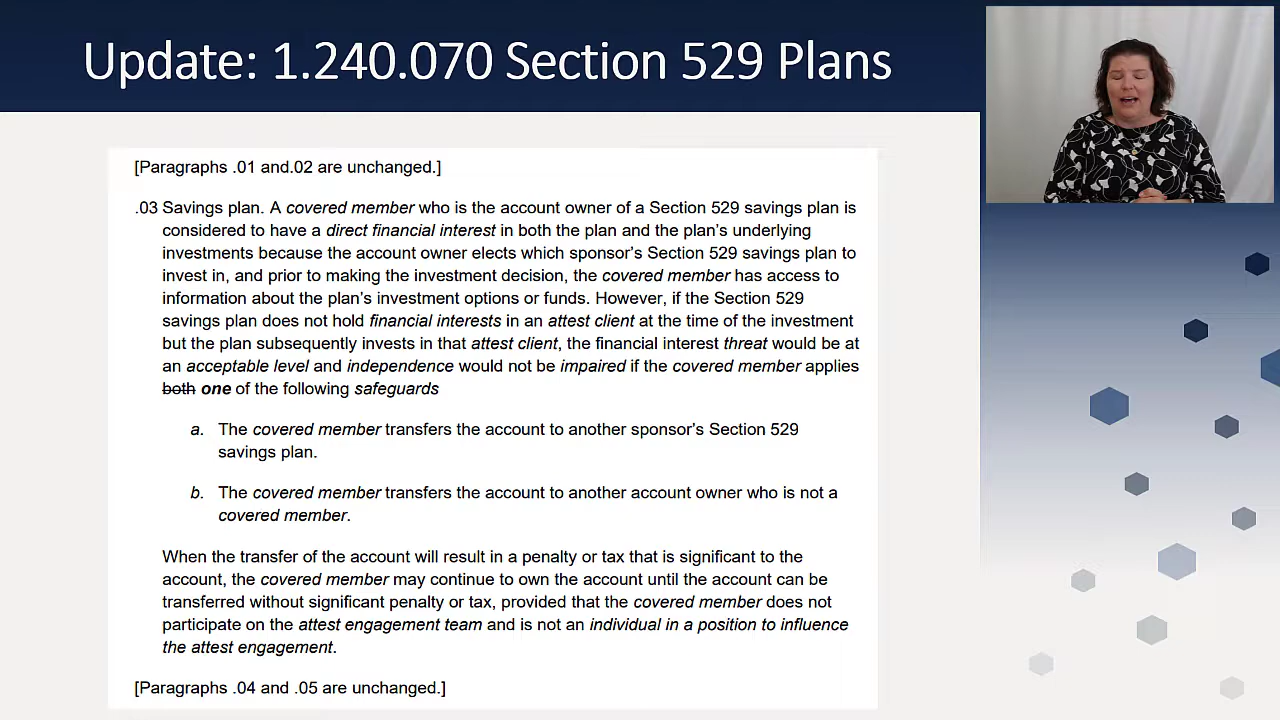 Update: 1.240.070 Section 529 Plans
[Paragraphs .01 and.02 are unchanged.]
.03 Savings plan. A covered member who is the account owner of a Section 529 savings plan is
considered to have a direct financial interest in both the plan and the plan's underlying
investments because the account owner elects which sponsor's Section 529 savings plan to
invest in, and prior to making the investment decision, the covered member has access to
information about the plan's investment options or funds. However, if the Section 529
savings plan does not hold financial interests in an attest client at the time of the investment
but the plan subsequently invests in that attest client, the financial interest threat would be at
an acceptable level and independence would not be impaired if the covered member applies
both one of the following safeguards
a. The covered member transfers the account to another sponsor's Section 529
savings plan.
b. The covered member transfers the account to another account owner who is not a
covered member.
When the transfer of the account will result in a penalty or tax that is significant to the
account, the covered member may continue to own the account until the account can be
transferred without significant penalty or tax, provided that the covered member does not
participate on the attest engagement team and is not an individual in a position to influence
the attest engagement.
[Paragraphs .04 and .05 are unchanged.]